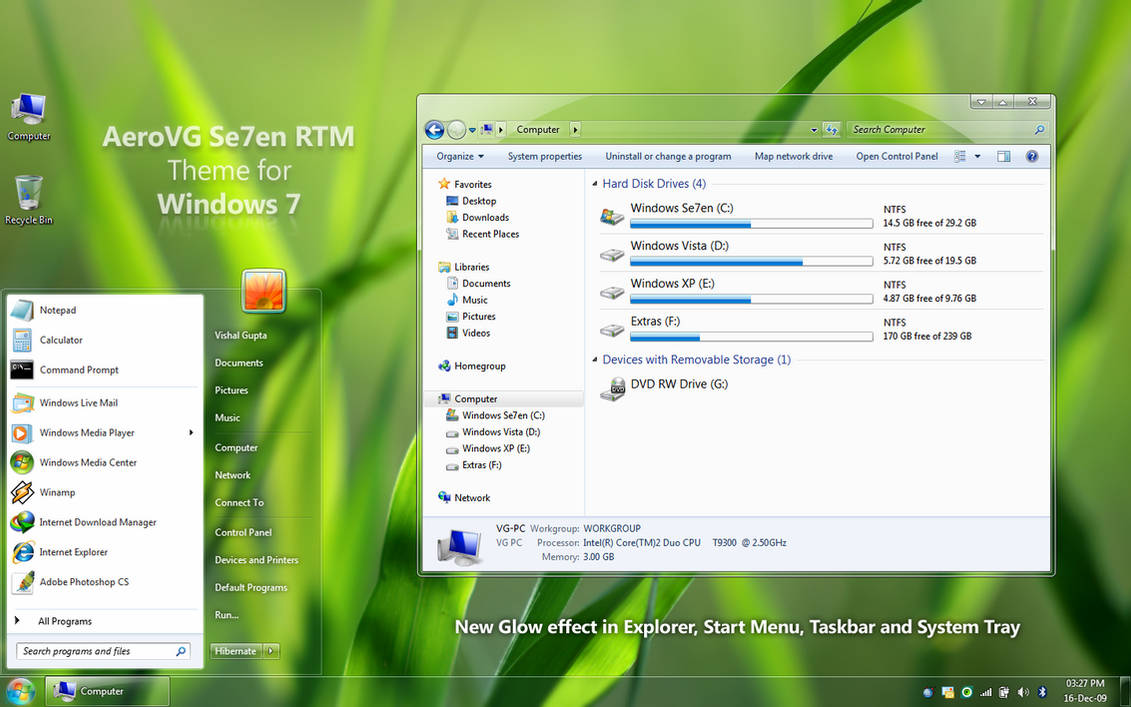 Computer
Recycle Bin
AeroVG Se7en RTM
Theme for
Windows 7
Notepad
Calculator
Command Prompt
Windows Live Mail
Windows Media Player
Windows Media Center
Winamp
Internet Download Manager
Internet Explorer
Adobe Photoshop CS
All Programs
Search programs and files
Vishal Gupta
Documents
Pictures
Music
Computer
Network
Connect To
Control Panel
Devices and Printers
Default Programs
Run...
Hibernate
Computer
Search Computer
Organize System properties Uninstall or change a program Map network drive Open Control Panel
Favorites
Desktop
Downloads
Recent Places
Libraries
Documents
Music
Pictures
Videos
Homegroup
Computer
Windows Se7en (C:)
Windows Vista (D:)
Windows XP (E:)
Extras (F:)
Network
Hard Disk Drives (4)
Windows Se7en (C:)
NTFS
14.5 GB free of 29.2 GB
Windows Vista (D:)
NTFS
5.72 GB free of 19.5 GB
Windows XP (E:)
NTFS
4.87 GB free of 9.76 GB
Extras (F:)
NTFS
170 GB free of 239 GB
Devices with Removable Storage (1)
DVD
DVD RW Drive (G:)
VG-PC Workgroup: WORKGROUP
VG PC Processor: Intel(R) Core(TM)2 Duo CPU T9300 @ 2.50GHz
Memory: 3.00 GB
New Glow effect in Explorer, Start Menu, Taskbar and System Tray
Computer
03:27 PM
16-Dec-09